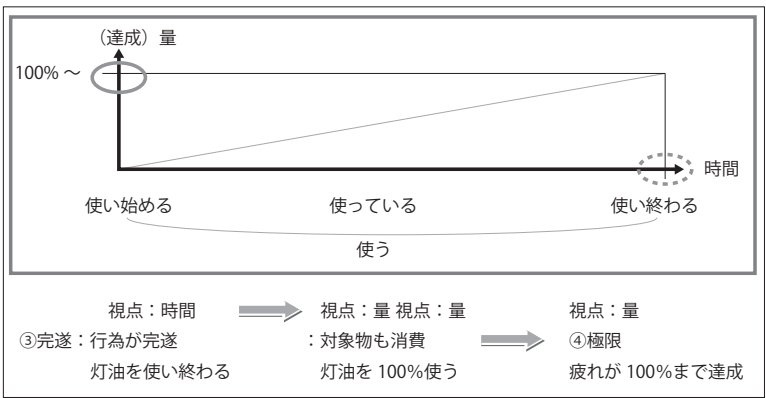 （達成）量
100% ～
時間
使い始める 使っている 使い終わる
使う
視点：時間 視点：量 視点：量 視点：量
③完遂：行為が完遂 ：対象物も消費 ④極限
灯油を使い終わる 灯油を 100%使う 疲れが 100%まで達成